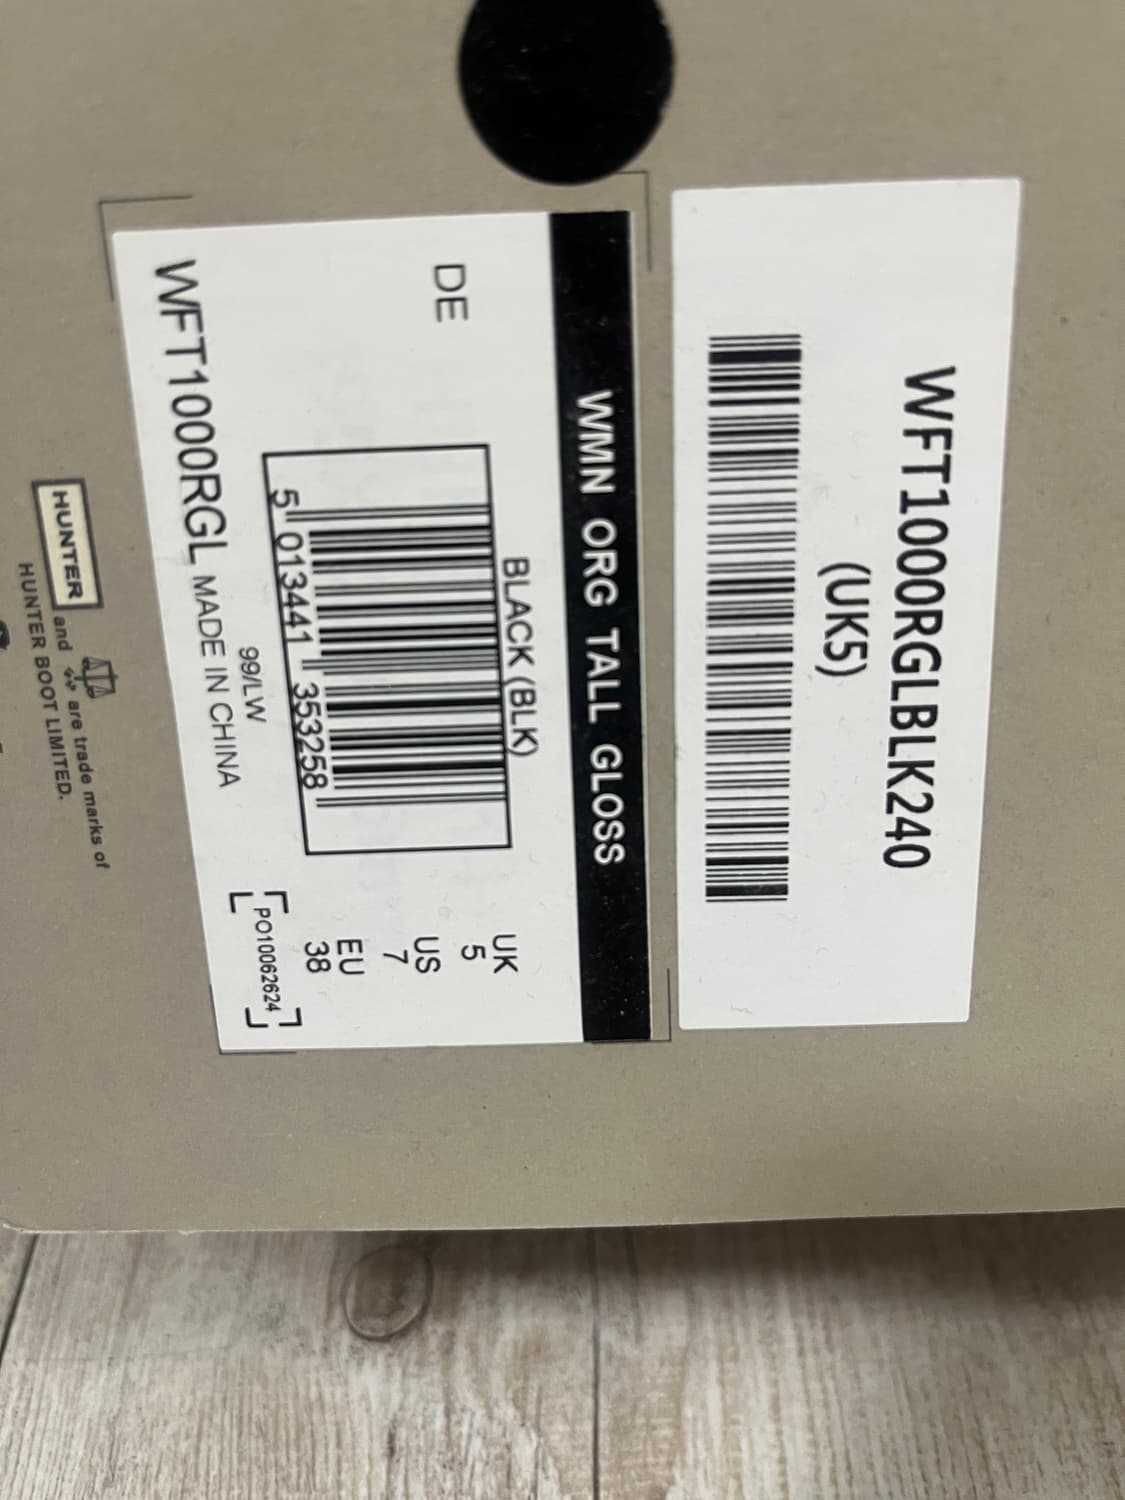 WFT1000RGLBLK240
(UK5)
WMN ORG TALL GLOSS
BLACK (BLK)
DE
UK
5
US
7
EU
38
5 013441 353258
99/LW
PO10062624
WFT1000RGL MADE IN CHINA
HUNTER and are trade marks of
HUNTER BOOT LIMITED.